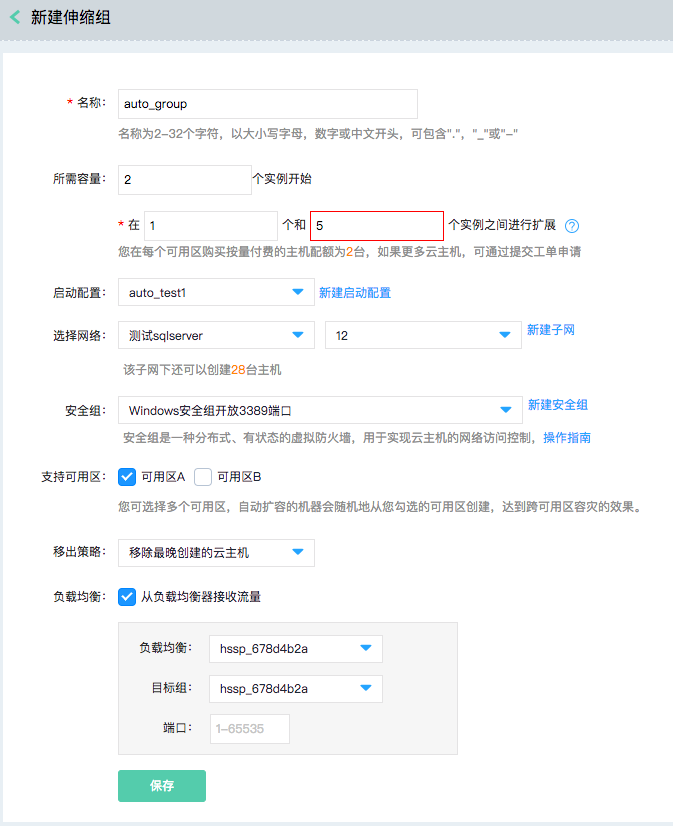 新建伸缩组
* 名称： auto_group
名称为2-32个字符，以大小写字母，数字或中文开头，可包含"."，"_"或"-"
所需容量： 2 个实例开始
* 在 1 个和 5 个实例之间进行扩展 ?
您在每个可用区购买按量付费的主机配额为2台，如果更多云主机，可通过提交工单申请
启动配置： auto_test1 新建启动配置
选择网络： 测试sqlserver 12 新建子网
该子网下还可以创建28台主机
安全组： Windows安全组开放3389端口 新建安全组
安全组是一种分布式、有状态的虚拟防火墙，用于实现云主机的网络访问控制，操作指南
支持可用区： 可用区A 可用区B
您可选择多个可用区，自动扩容的机器会随机地从您勾选的可用区创建，达到跨可用区容灾的效果。
移出策略： 移除最晚创建的云主机
负载均衡： 从负载均衡器接收流量
负载均衡： hssp_678d4b2a
目标组： hssp_678d4b2a
端口： 1-65535
保存